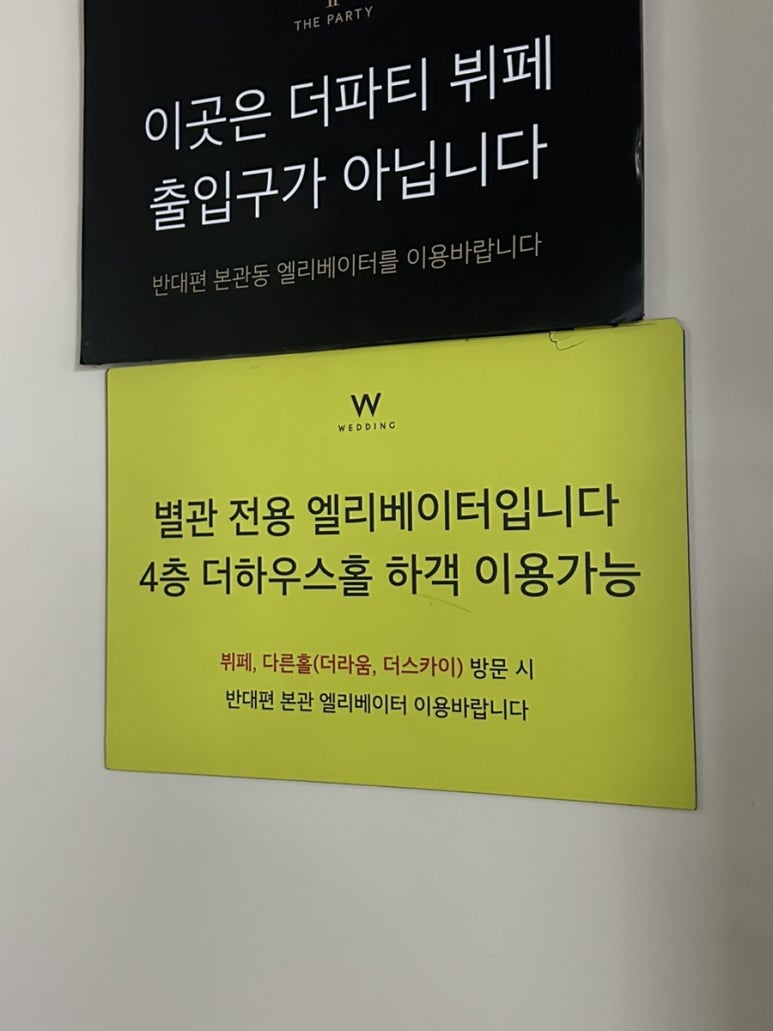 THE PARTY
이곳은 더파티 뷔페
출입구가 아닙니다
반대편 본관동 엘리베이터를 이용바랍니다
W
WEDDING
별관 전용 엘리베이터입니다
4층 더하우스홀 하객 이용가능
뷔페, 다른홀(더라움, 더스카이) 방문 시
반대편 본관 엘리베이터 이용바랍니다